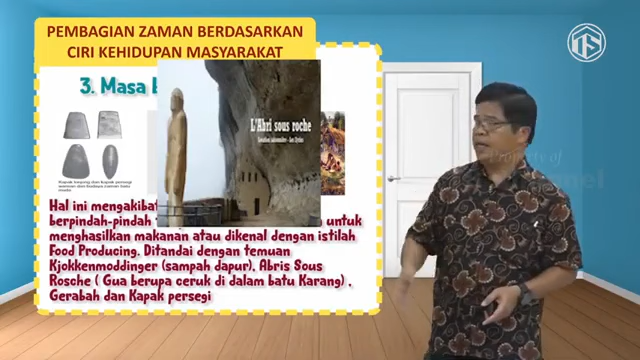 PEMBAGIAN ZAMAN BERDASARKAN
CIRI KEHIDUPAN MASYARAKAT
3. Masa
L'Abri sous roche
Hal ini mengakibat
berpindah-pindah
untuk
menghasilkan makanan atau dikenal dengan istilah
Food Producing. Ditandai dengan temuan
Kjokkenmoddinger (sampah dapur), Abris Sous
Rosche ( Gua berupa ceruk di dalam batu Karang) ,
Gerabah dan Kapak persegi
Property of